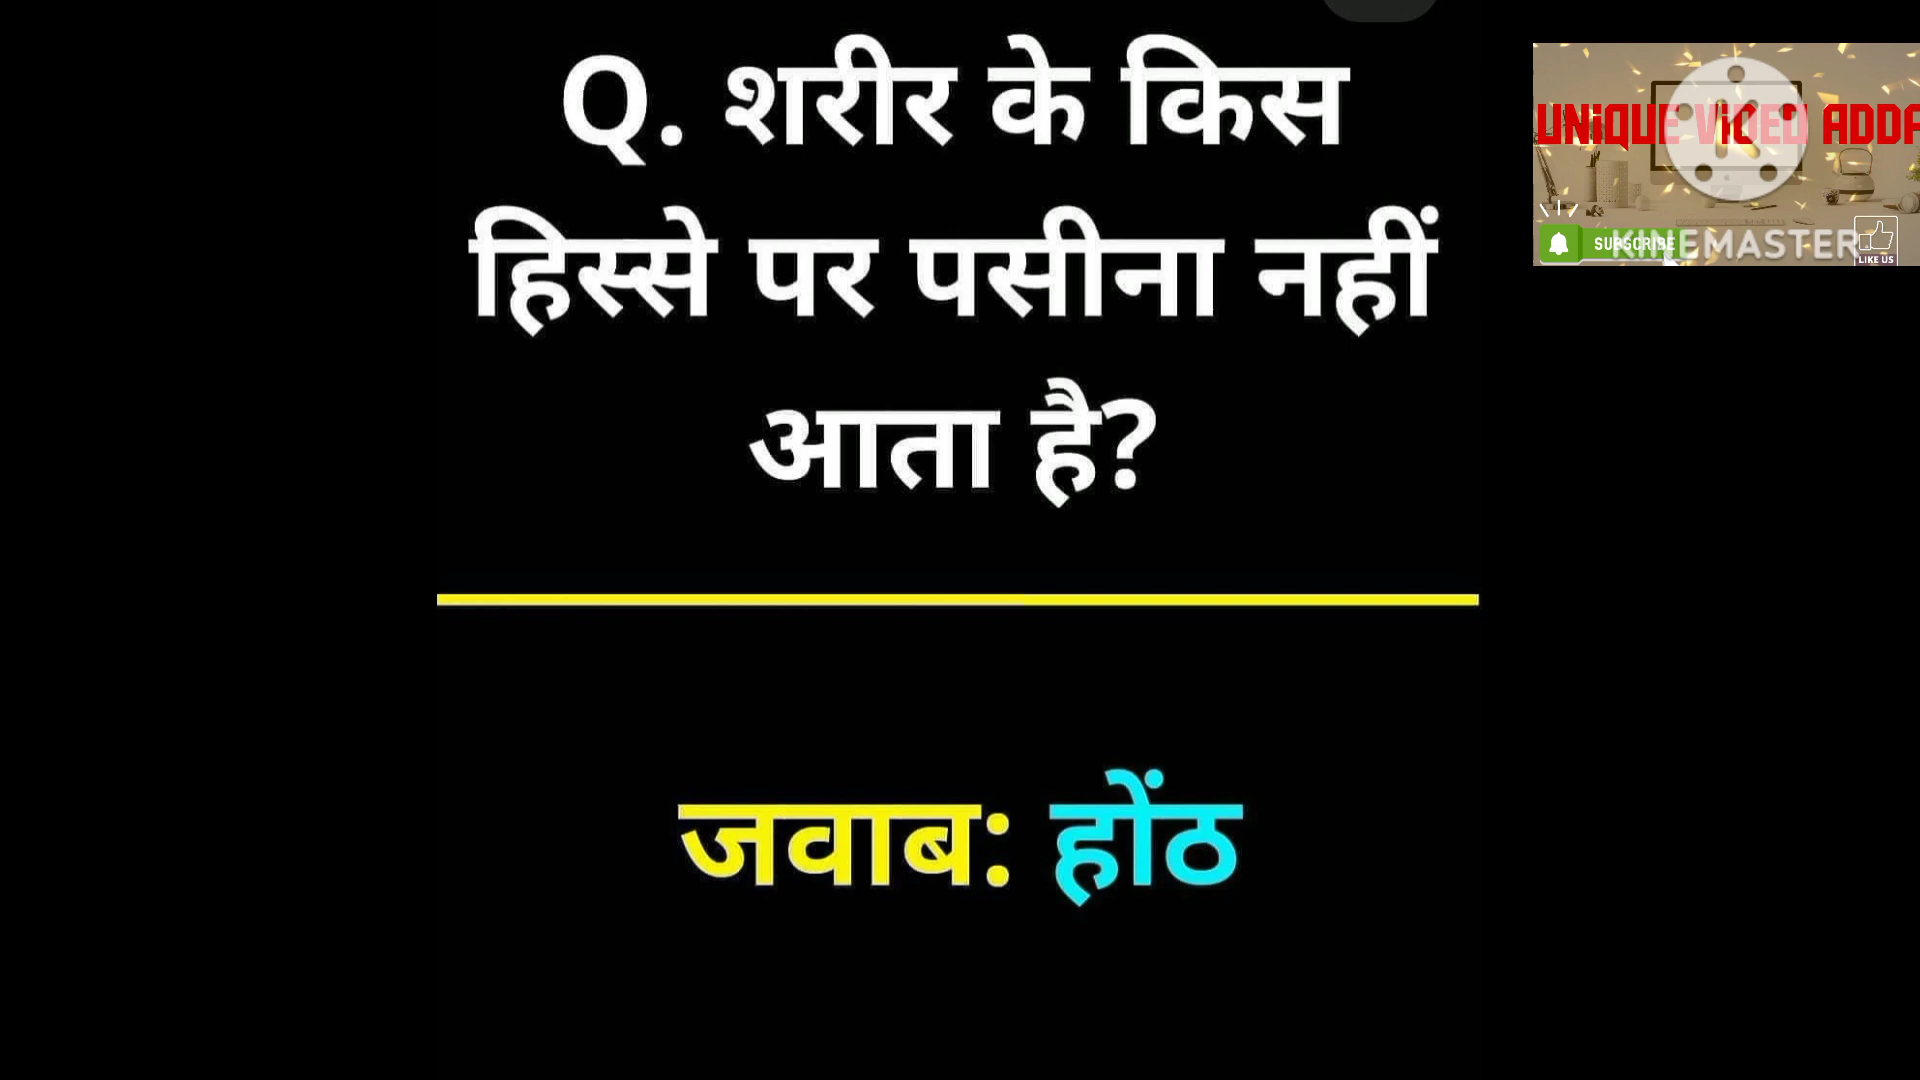 Q. शरीर के किस
हिस्से पर पसीना नहीं
आता है?
जवाब: होंठ
UNIQUE VIDEO ADDA
SUBSCRIBE
KINEMASTER
LIKE US